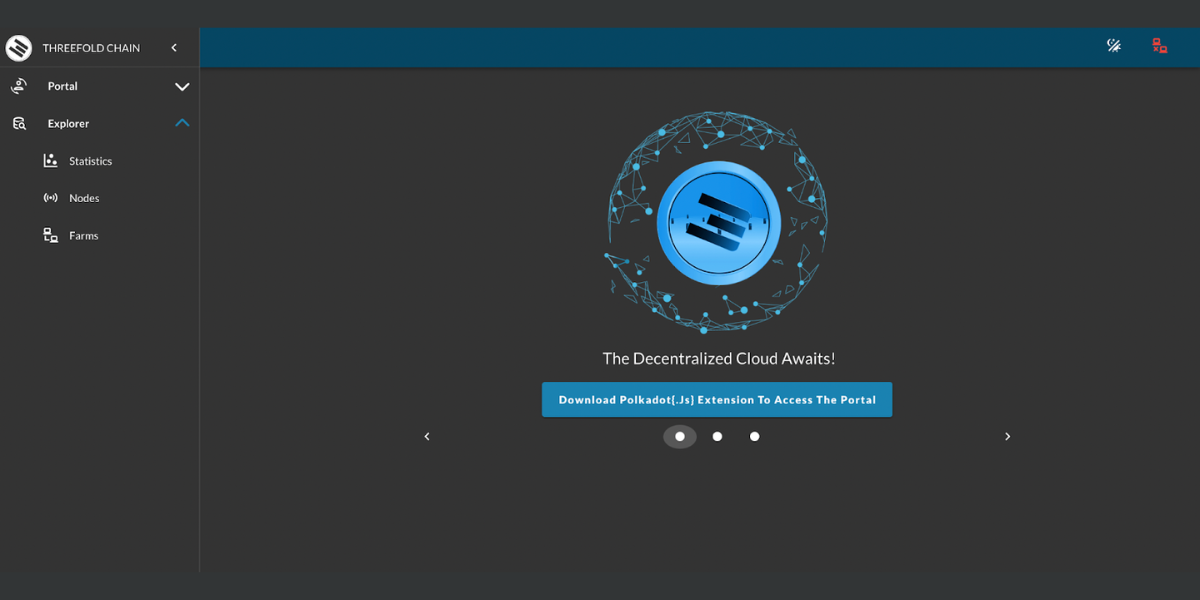 THREEFOLD CHAIN
Portal
Explorer
Statistics
Nodes
Farms
The Decentralized Cloud Awaits!
Download Polkadot{.Js} Extension To Access The Portal